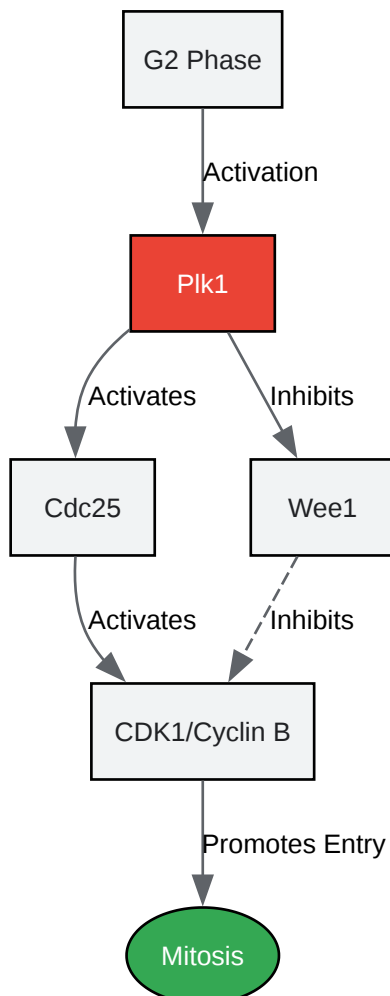 G2 Phase
Activation
Plk1
Activates
Inhibits
Cdc25
Wee1
Activates
Inhibits
CDK1/Cyclin B
Promotes Entry
Mitosis